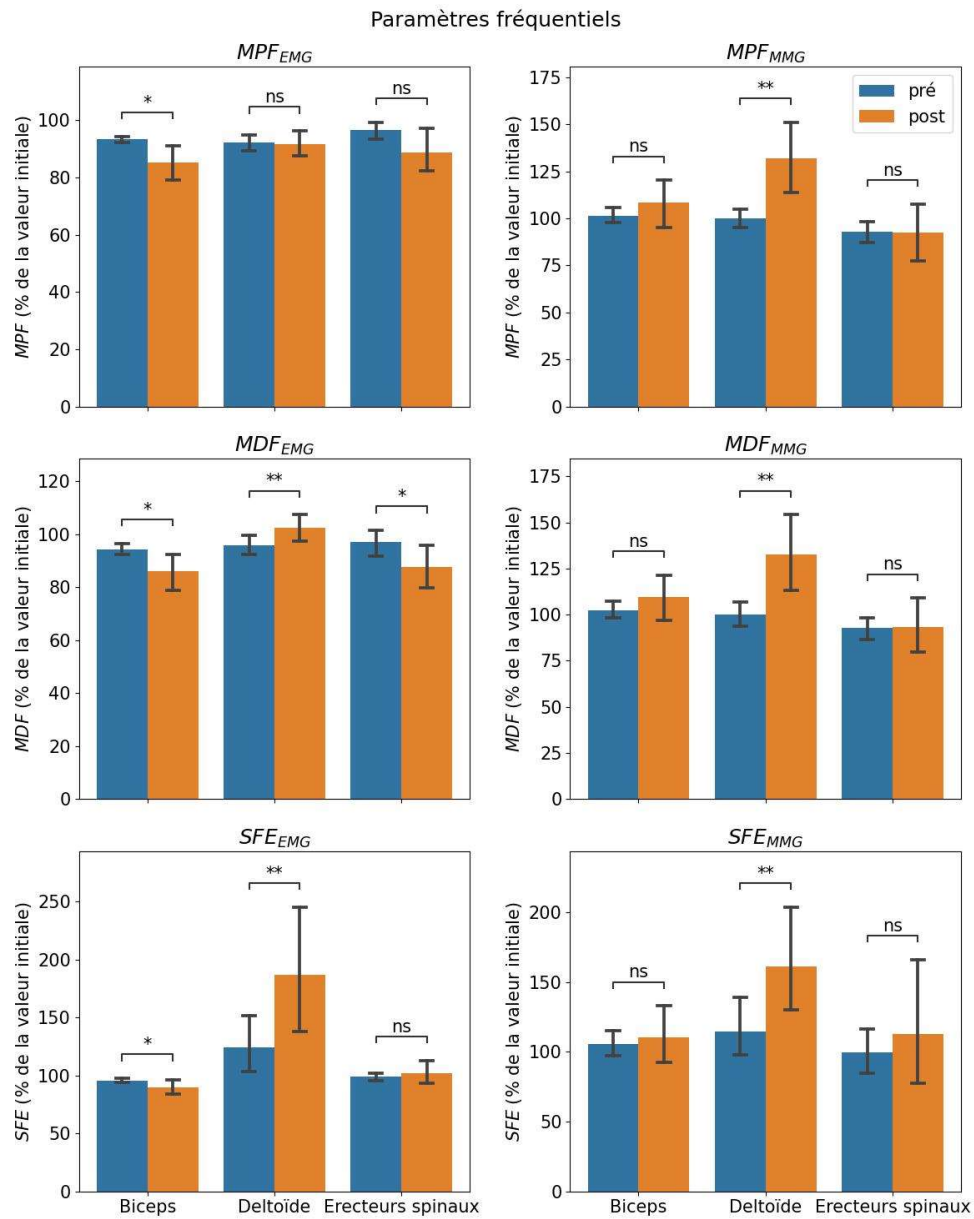 Paramètres fréquentiels
MPF_EMG
MPF (% de la valeur initiale)
100
80
60
40
20
0
*
ns
ns
MPF_MMG
MPF (% de la valeur initiale)
175
150
125
100
75
50
25
0
ns
**
ns
pré
post
MDF_EMG
MDF (% de la valeur initiale)
120
100
80
60
40
20
0
*
**
*
MDF_MMG
MDF (% de la valeur initiale)
175
150
125
100
75
50
25
0
ns
**
ns
SFE_EMG
SFE (% de la valeur initiale)
250
200
150
100
50
0
*
**
ns
Biceps Deltoïde Erecteurs spinaux
SFE_MMG
SFE (% de la valeur initiale)
200
150
100
50
0
ns
**
ns
Biceps Deltoïde Erecteurs spinaux